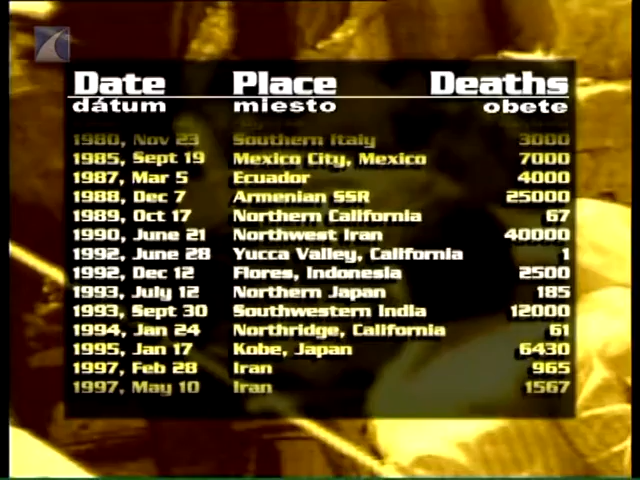 Date Place Deaths
dátum miesto obete
1980, Nov 23 Southern Italy 3000
1985, Sept 19 Mexico City, Mexico 7000
1987, Mar 5 Ecuador 4000
1988, Dec 7 Armenian SSR 25000
1989, Oct 17 Northern California 67
1990, June 21 Northwest Iran 40000
1992, June 28 Yucca Valley, California 1
1992, Dec 12 Flores, Indonesia 2500
1993, July 12 Northern Japan 185
1993, Sept 30 Southwestern India 12000
1994, Jan 24 Northridge, California 61
1995, Jan 17 Kobe, Japan 6430
1997, Feb 28 Iran 965
1997, May 10 Iran 1567